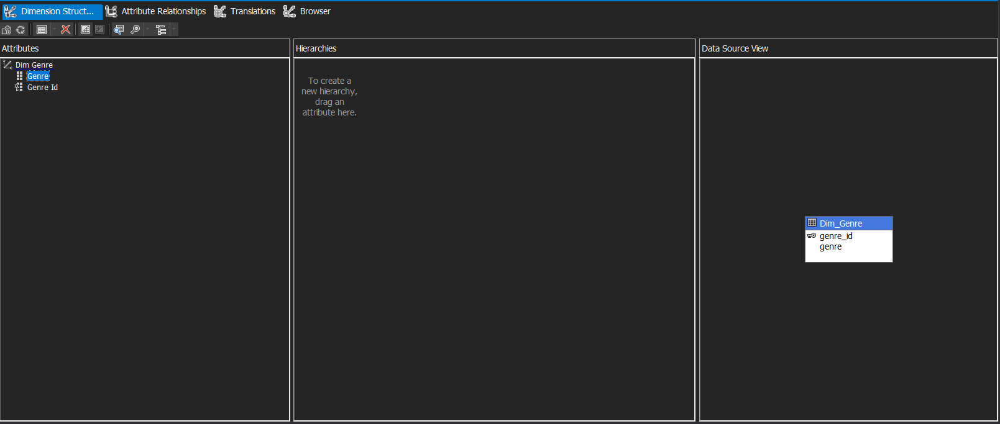 Dimension Struct... Attribute Relationships Translations Browser
Attributes
Dim Genre
Genre
Genre Id
Hierarchies
To create a
new hierarchy,
drag an
attribute here.
Data Source View
Dim_Genre
genre_id
genre